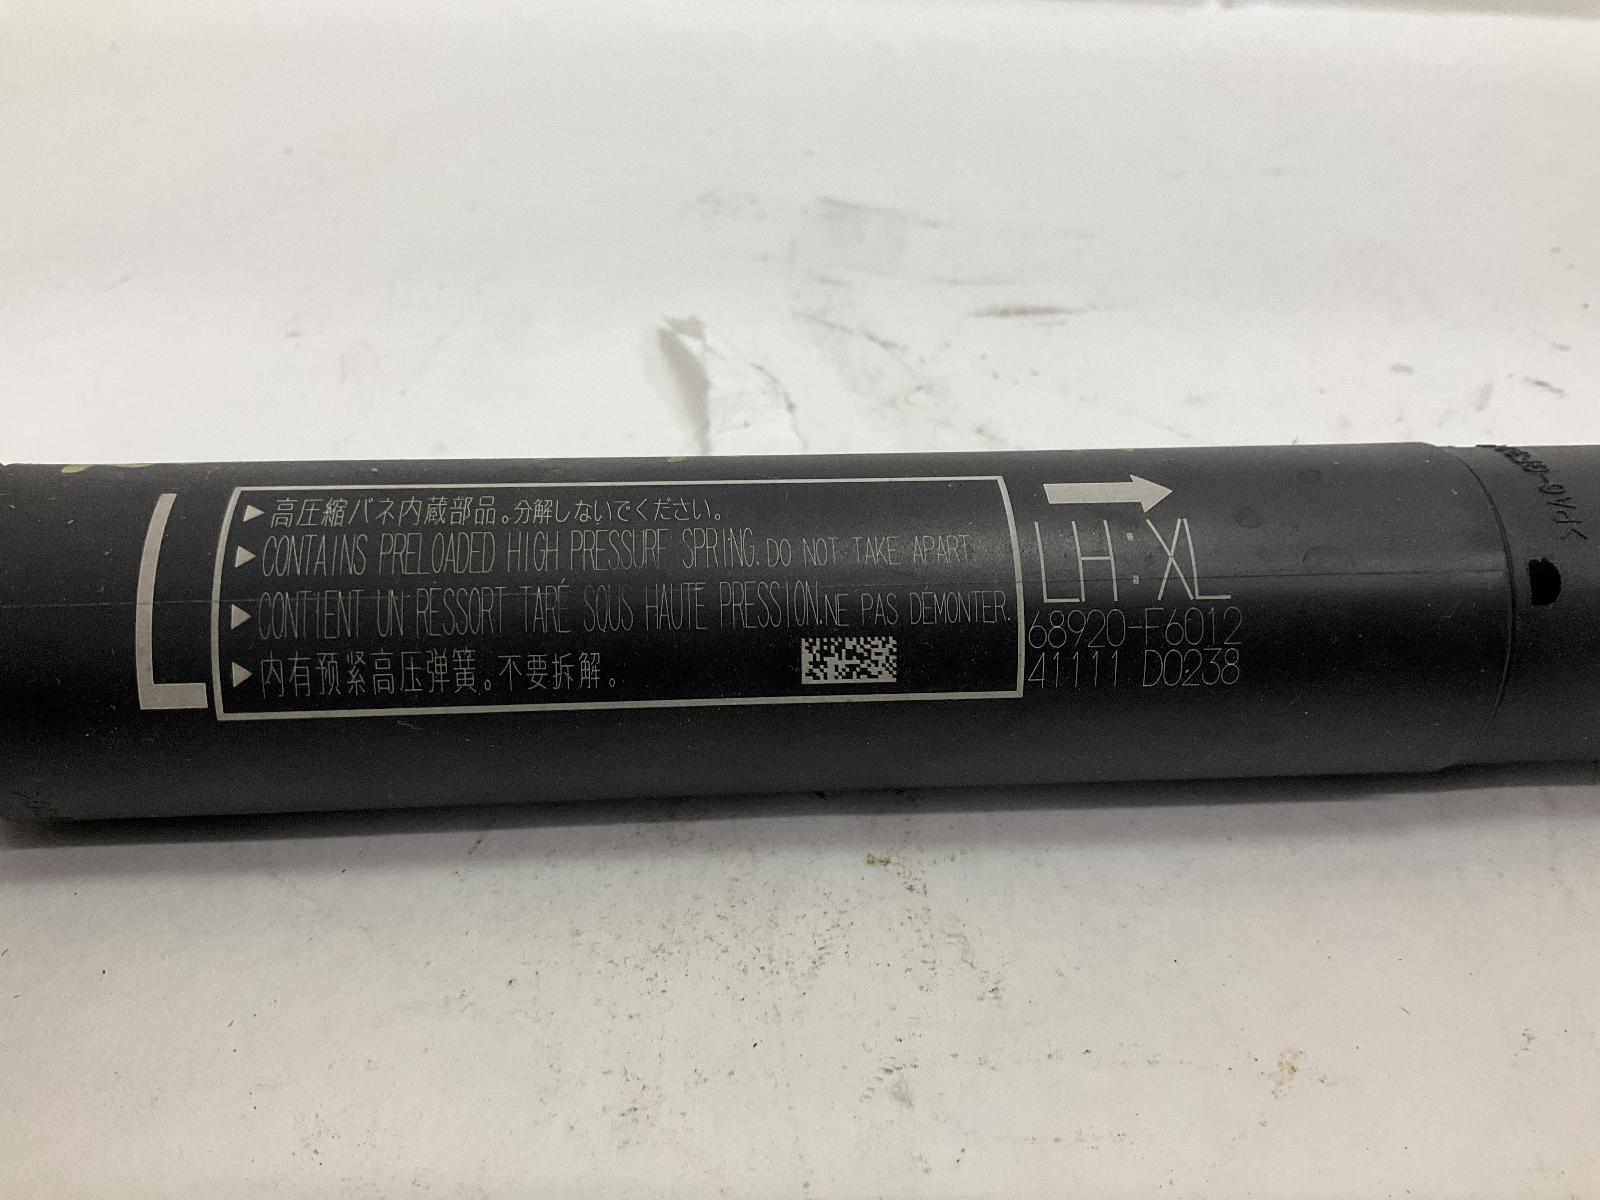 L
▶高圧縮バネ内蔵部品。分解しないでください。
▶CONTAINS PRELOADED HIGH PRESSURE SPRING. DO NOT TAKE APART.
▶CONTIENT UN RESSORT TARÉ SOUS HAUTE PRESSION. NE PAS DÉMONTER.
▶内有预紧高压弹簧。不要拆解。
LH:XL
68920-F6012
41111 D0238